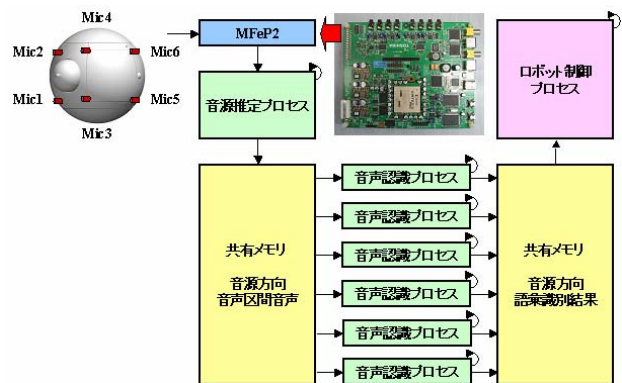 Mic4
Mic2
Mic6
Mic1
Mic5
Mic3
MFeP2
音源推定プロセス
ロボット制御
プロセス
共有メモリ
音源方向
音声区間音声
音声認識プロセス
音声認識プロセス
音声認識プロセス
音声認識プロセス
音声認識プロセス
音声認識プロセス
共有メモリ
音源方向
語彙識別結果